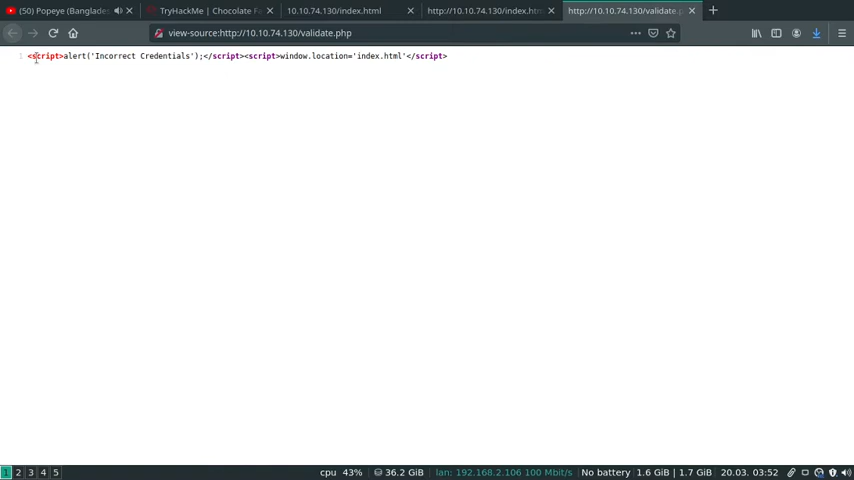 (50) Popeye (Banglades
TryHackMe | Chocolate Fa
10.10.74.130/index.html
http://10.10.74.130/index.htm
http://10.10.74.130/validate.p
view-source:http://10.10.74.130/validate.php
1 <script>alert('Incorrect Credentials');</script><script>window.location='index.html'</script>
1 2 3 4 5 cpu 43% 36.2 GiB lan: 192.168.2.106 100 Mbit/s No battery 1.6 GiB | 1.7 GiB 20.03. 03:52